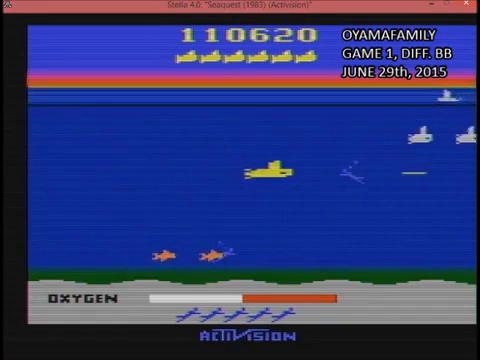 Stella 4.0: "Seaquest (1983) (Activision)"
110620
OYAMAFAMILY
GAME 1, DIFF. BB
JUNE 29th, 2015
OXYGEN
ACTIVISION